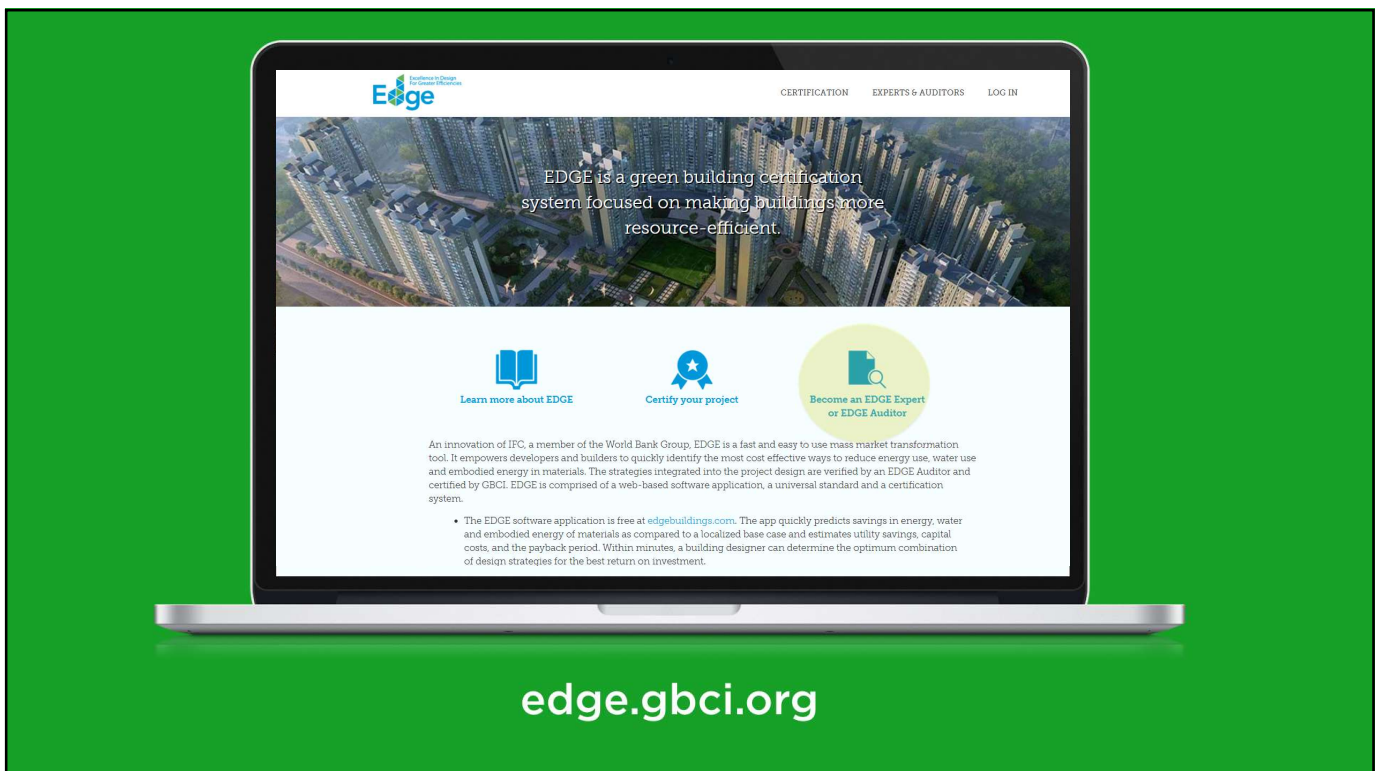 Edge
Excellence in Design
For Greater Efficiencies
CERTIFICATION EXPERTS & AUDITORS LOG IN
EDGE is a green building certification
system focused on making buildings more
resource-efficient.
Learn more about EDGE
Certify your project
Become an EDGE Expert
or EDGE Auditor
An innovation of IFC, a member of the World Bank Group, EDGE is a fast and easy to use mass market transformation
tool. It empowers developers and builders to quickly identify the most cost effective ways to reduce energy use, water use
and embodied energy in materials. The strategies integrated into the project design are verified by an EDGE Auditor and
certified by GBCI. EDGE is comprised of a web-based software application, a universal standard and a certification
system.
• The EDGE software application is free at edgebuildings.com. The app quickly predicts savings in energy, water
and embodied energy of materials as compared to a localized base case and estimates utility savings, capital
costs, and the payback period. Within minutes, a building designer can determine the optimum combination
of design strategies for the best return on investment.
edge.gbci.org